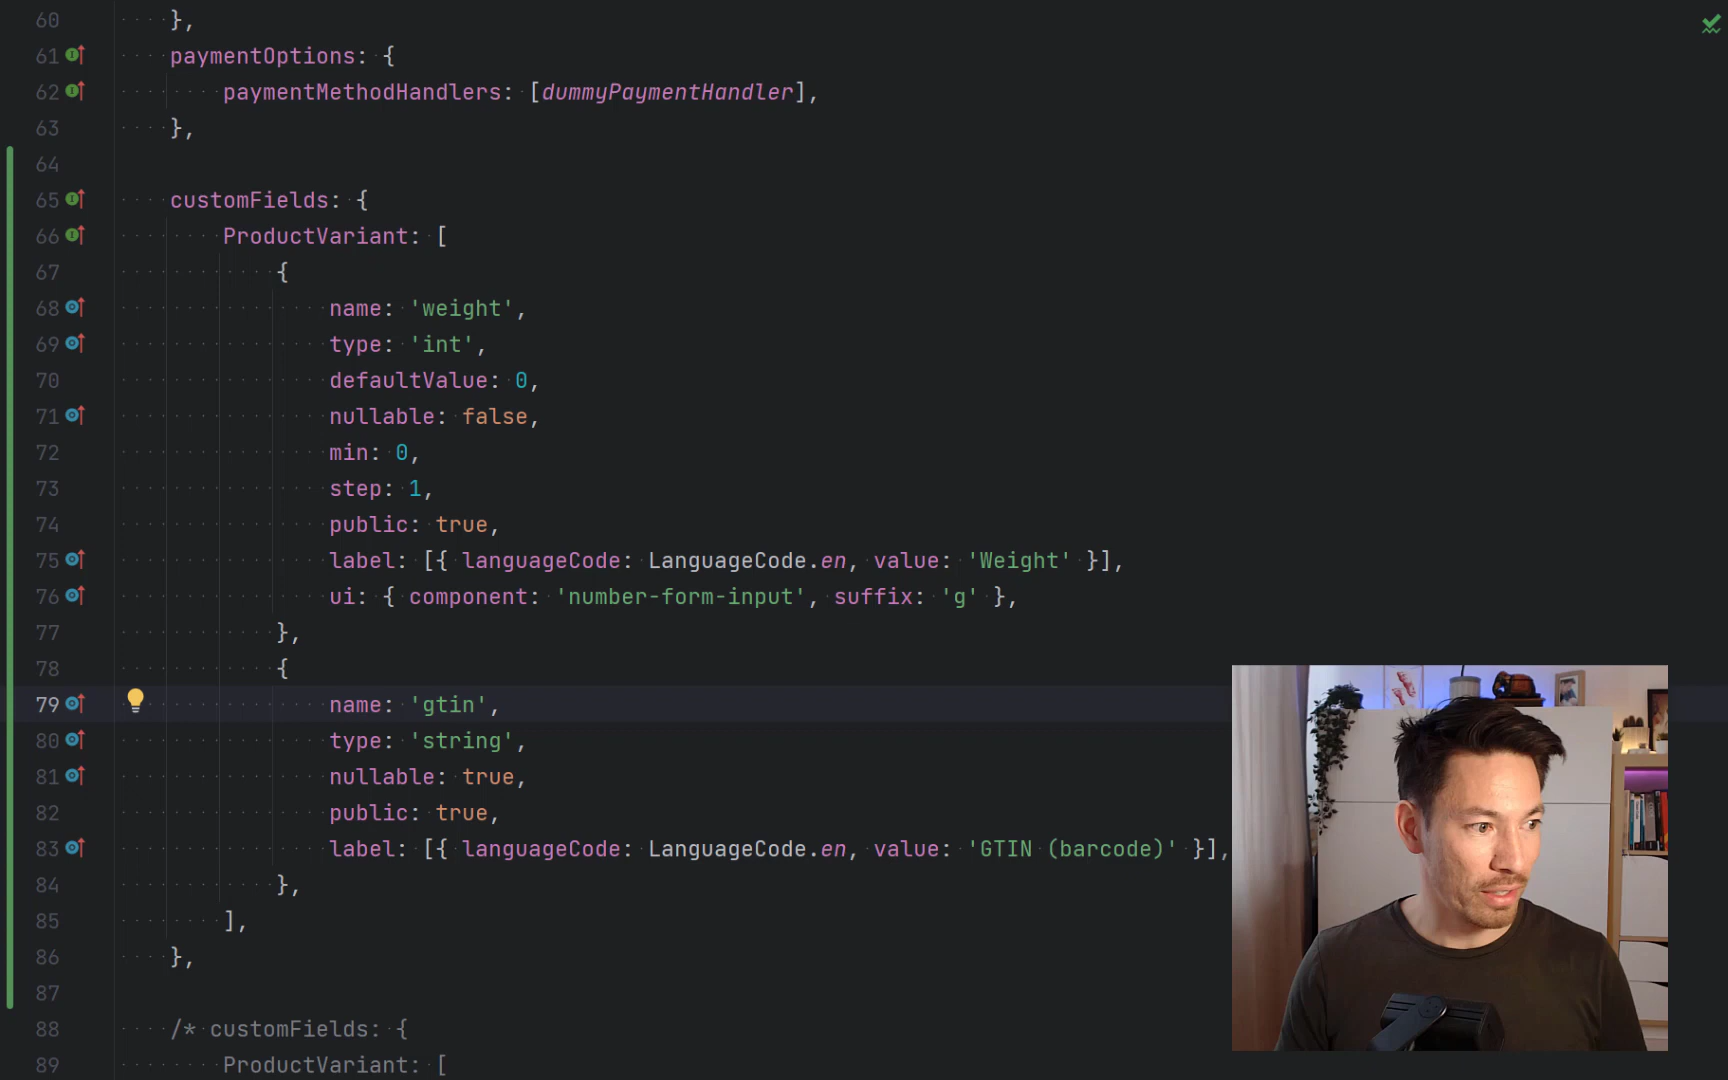 60 },
61 paymentOptions: {
62 paymentMethodHandlers: [dummyPaymentHandler],
63 },
64
65 customFields: {
66 ProductVariant: [
67 {
68 name: 'weight',
69 type: 'int',
70 defaultValue: 0,
71 nullable: false,
72 min: 0,
73 step: 1,
74 public: true,
75 label: [{ languageCode: LanguageCode.en, value: 'Weight' }],
76 ui: { component: 'number-form-input', suffix: 'g' },
77 },
78 {
79 name: 'gtin',
80 type: 'string',
81 nullable: true,
82 public: true,
83 label: [{ languageCode: LanguageCode.en, value: 'GTIN (barcode)' }],
84 },
85 ],
86 },
87
88 /* customFields: {
89 ProductVariant: [